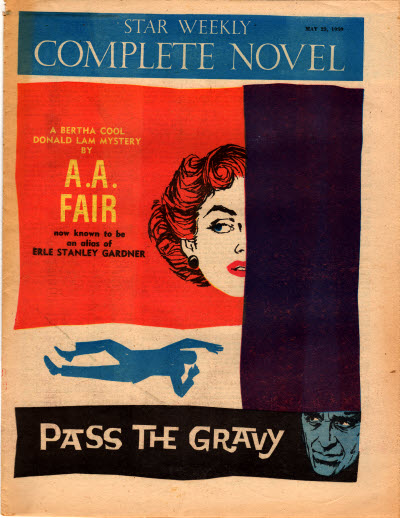 STAR WEEKLY
COMPLETE NOVEL
MAY 23, 1959
A BERTHA COOL,
DONALD LAM MYSTERY
BY
A.A.
FAIR
now known to be
an alias of
ERLE STANLEY GARDNER
PASS THE GRAVY